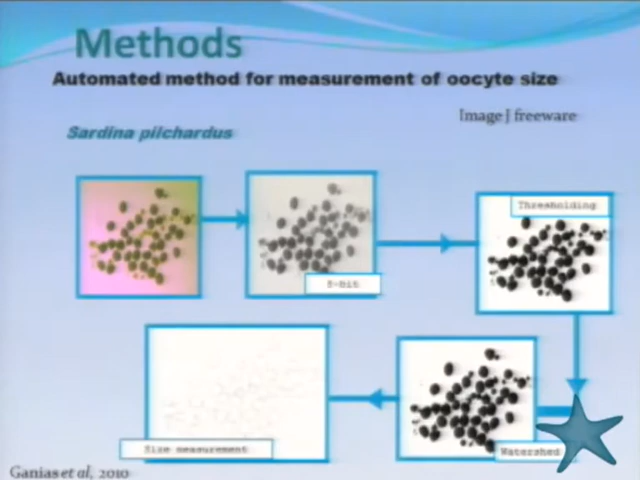 Methods
Automated method for measurement of oocyte size
Image J freeware
Sardina pilchardus
Thresholding
8-bit
Size measurement
Watershed
Ganias et al, 2010